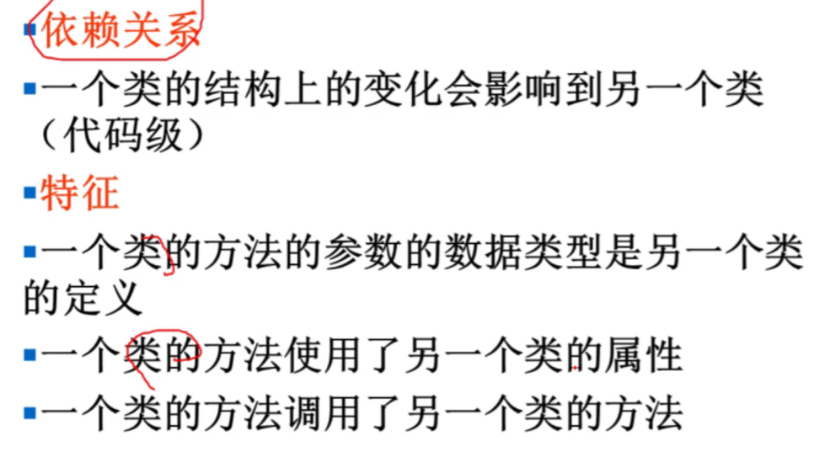 依赖关系
一个类的结构上的变化会影响到另一个类
（代码级）
特征
一个类的方法的参数的数据类型是另一个类
的定义
一个类的方法使用了另一个类的属性
一个类的方法调用了另一个类的方法